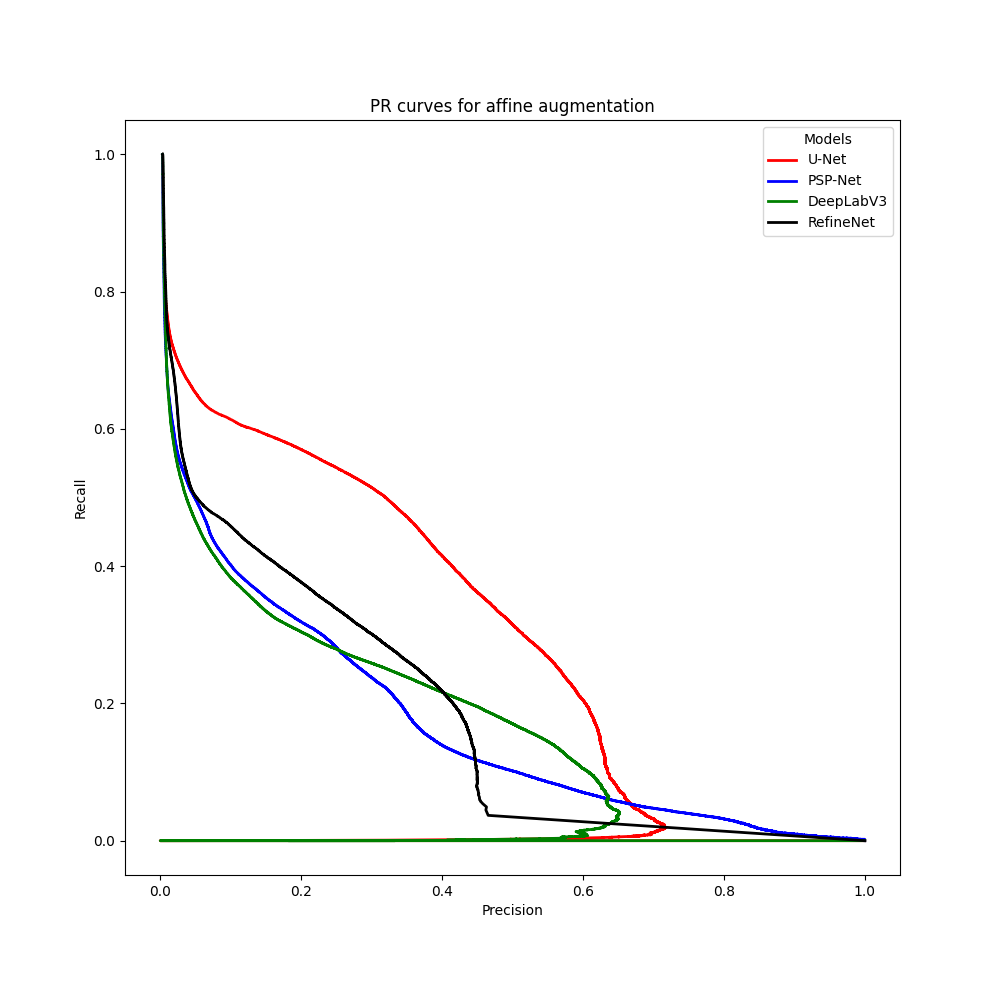 PR curves for affine augmentation
Models
U-Net
PSP-Net
DeepLabV3
RefineNet
1.0
0.8
0.6
0.4
0.2
0.0
Recall
0.0 0.2 0.4 0.6 0.8 1.0
Precision